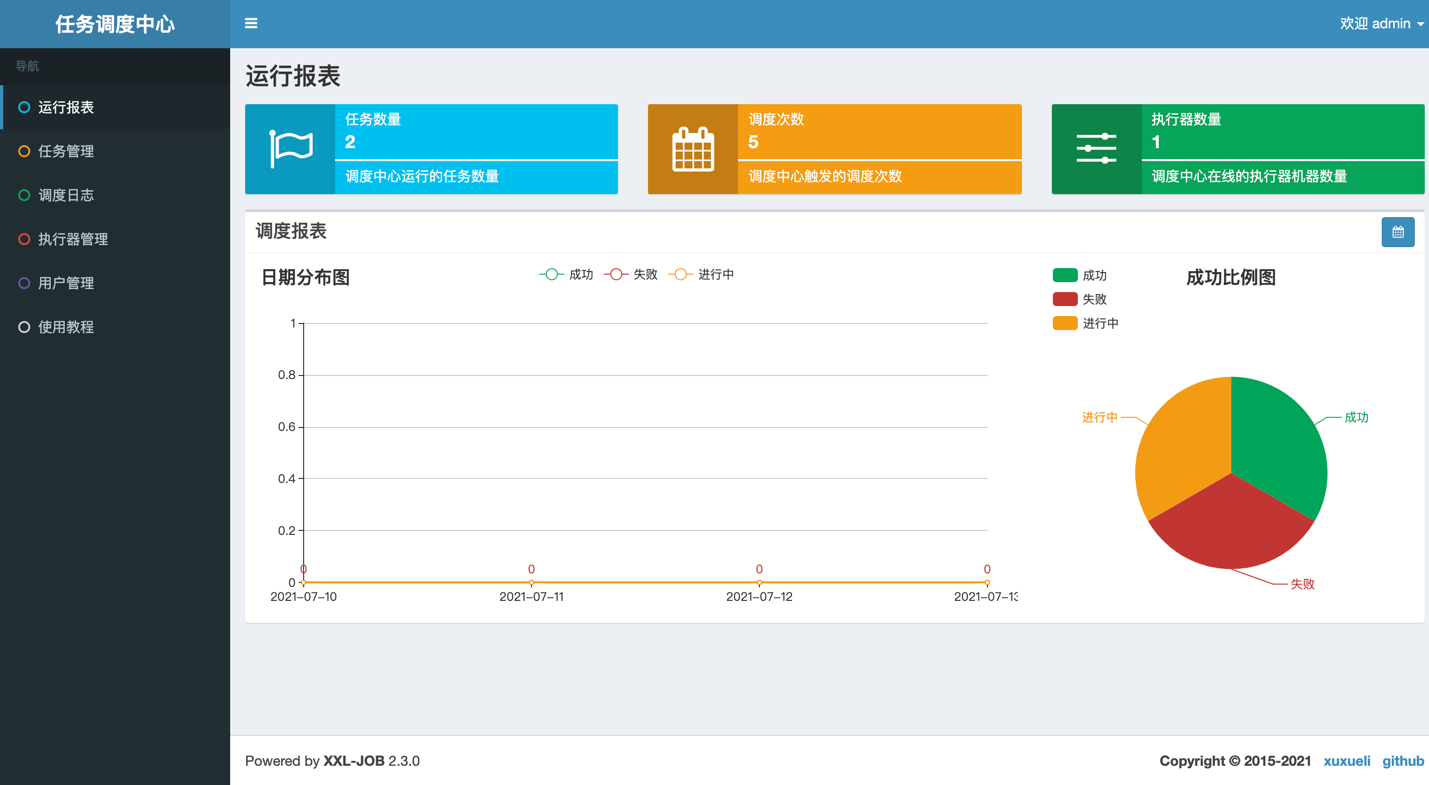 任务调度中心
欢迎 admin
导航
运行报表
任务管理
调度日志
执行器管理
用户管理
使用教程
运行报表
任务数量
2
调度中心运行的任务数量
调度次数
5
调度中心触发的调度次数
执行器数量
1
调度中心在线的执行器机器数量
调度报表
日期分布图
成功 失败 进行中
1
0.8
0.6
0.4
0.2
0
0 0 0 0
2021-07-10 2021-07-11 2021-07-12 2021-07-13
成功
失败
进行中
成功比例图
进行中
成功
失败
Powered by XXL-JOB 2.3.0
Copyright © 2015-2021 xuxueli github